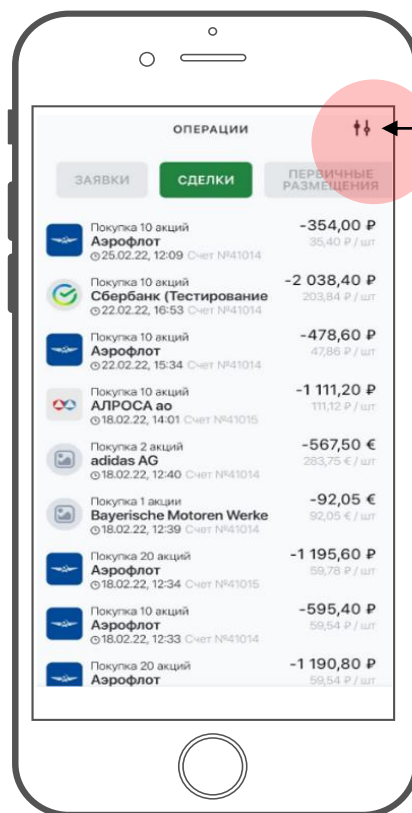 ОПЕРАЦИИ
ЗАЯВКИ
СДЕЛКИ
ПЕРВИЧНЫЕ
РАЗМЕЩЕНИЯ
Покупка 10 акций -354,00 ₽
Аэрофлот 35,40 ₽ / шт
25.02.22, 12:09 Счет №41014
Покупка 10 акций -2 038,40 ₽
Сбербанк (Тестирование 203,84 ₽ / шт
22.02.22, 16:53 Счет №41014
Покупка 10 акций -478,60 ₽
Аэрофлот 47,86 ₽ / шт
22.02.22, 15:34 Счет №41014
Покупка 10 акций -1 111,20 ₽
АЛРОСА ао 111,12 ₽ / шт
18.02.22, 14:01 Счет №41015
Покупка 2 акций -567,50 €
adidas AG 283,75 € / шт
18.02.22, 12:40 Счет №41014
Покупка 1 акции -92,05 €
Bayerische Motoren Werke 92,05 € / шт
18.02.22, 12:39 Счет №41014
Покупка 20 акций -1 195,60 ₽
Аэрофлот 59,78 ₽ / шт
18.02.22, 12:34 Счет №41015
Покупка 10 акций -595,40 ₽
Аэрофлот 59,54 ₽ / шт
18.02.22, 12:33 Счет №41014
Покупка 20 акций -1 190,80 ₽
Аэрофлот 59,54 ₽ / шт